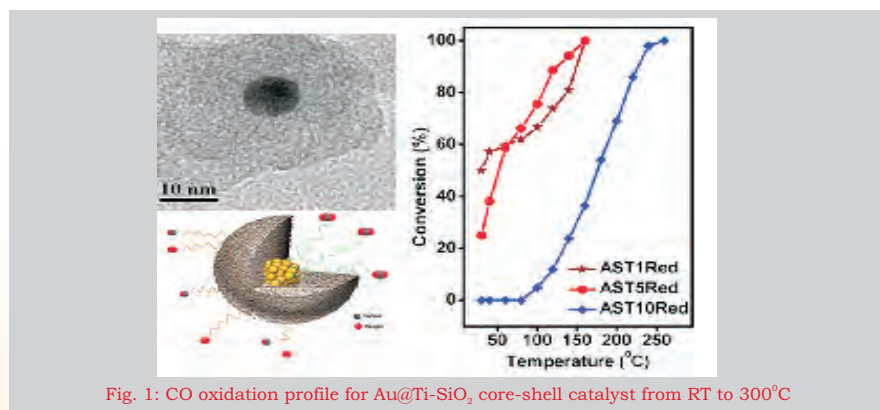 10 nm
100
80
60
40
20
0
Conversion (%)
AST1Red
AST5Red
AST10Red
50 100 150 200 250
Temperature (°C)
Fig. 1: CO oxidation profile for Au@Ti-SiO₂ core-shell catalyst from RT to 300°C